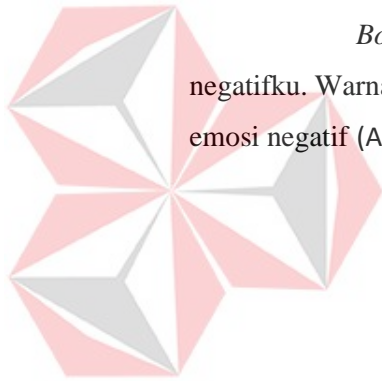 Bo
negatifku. Warna
emosi negatif (A